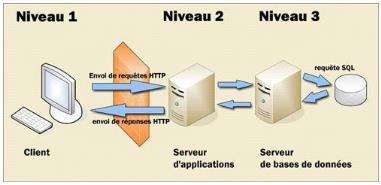 Niveau 1
Niveau 2
Niveau 3
Envoi de requêtes HTTP
requête SQL
envoi de réponses HTTP
Client
Serveur
d'applications
Serveur
de bases de données